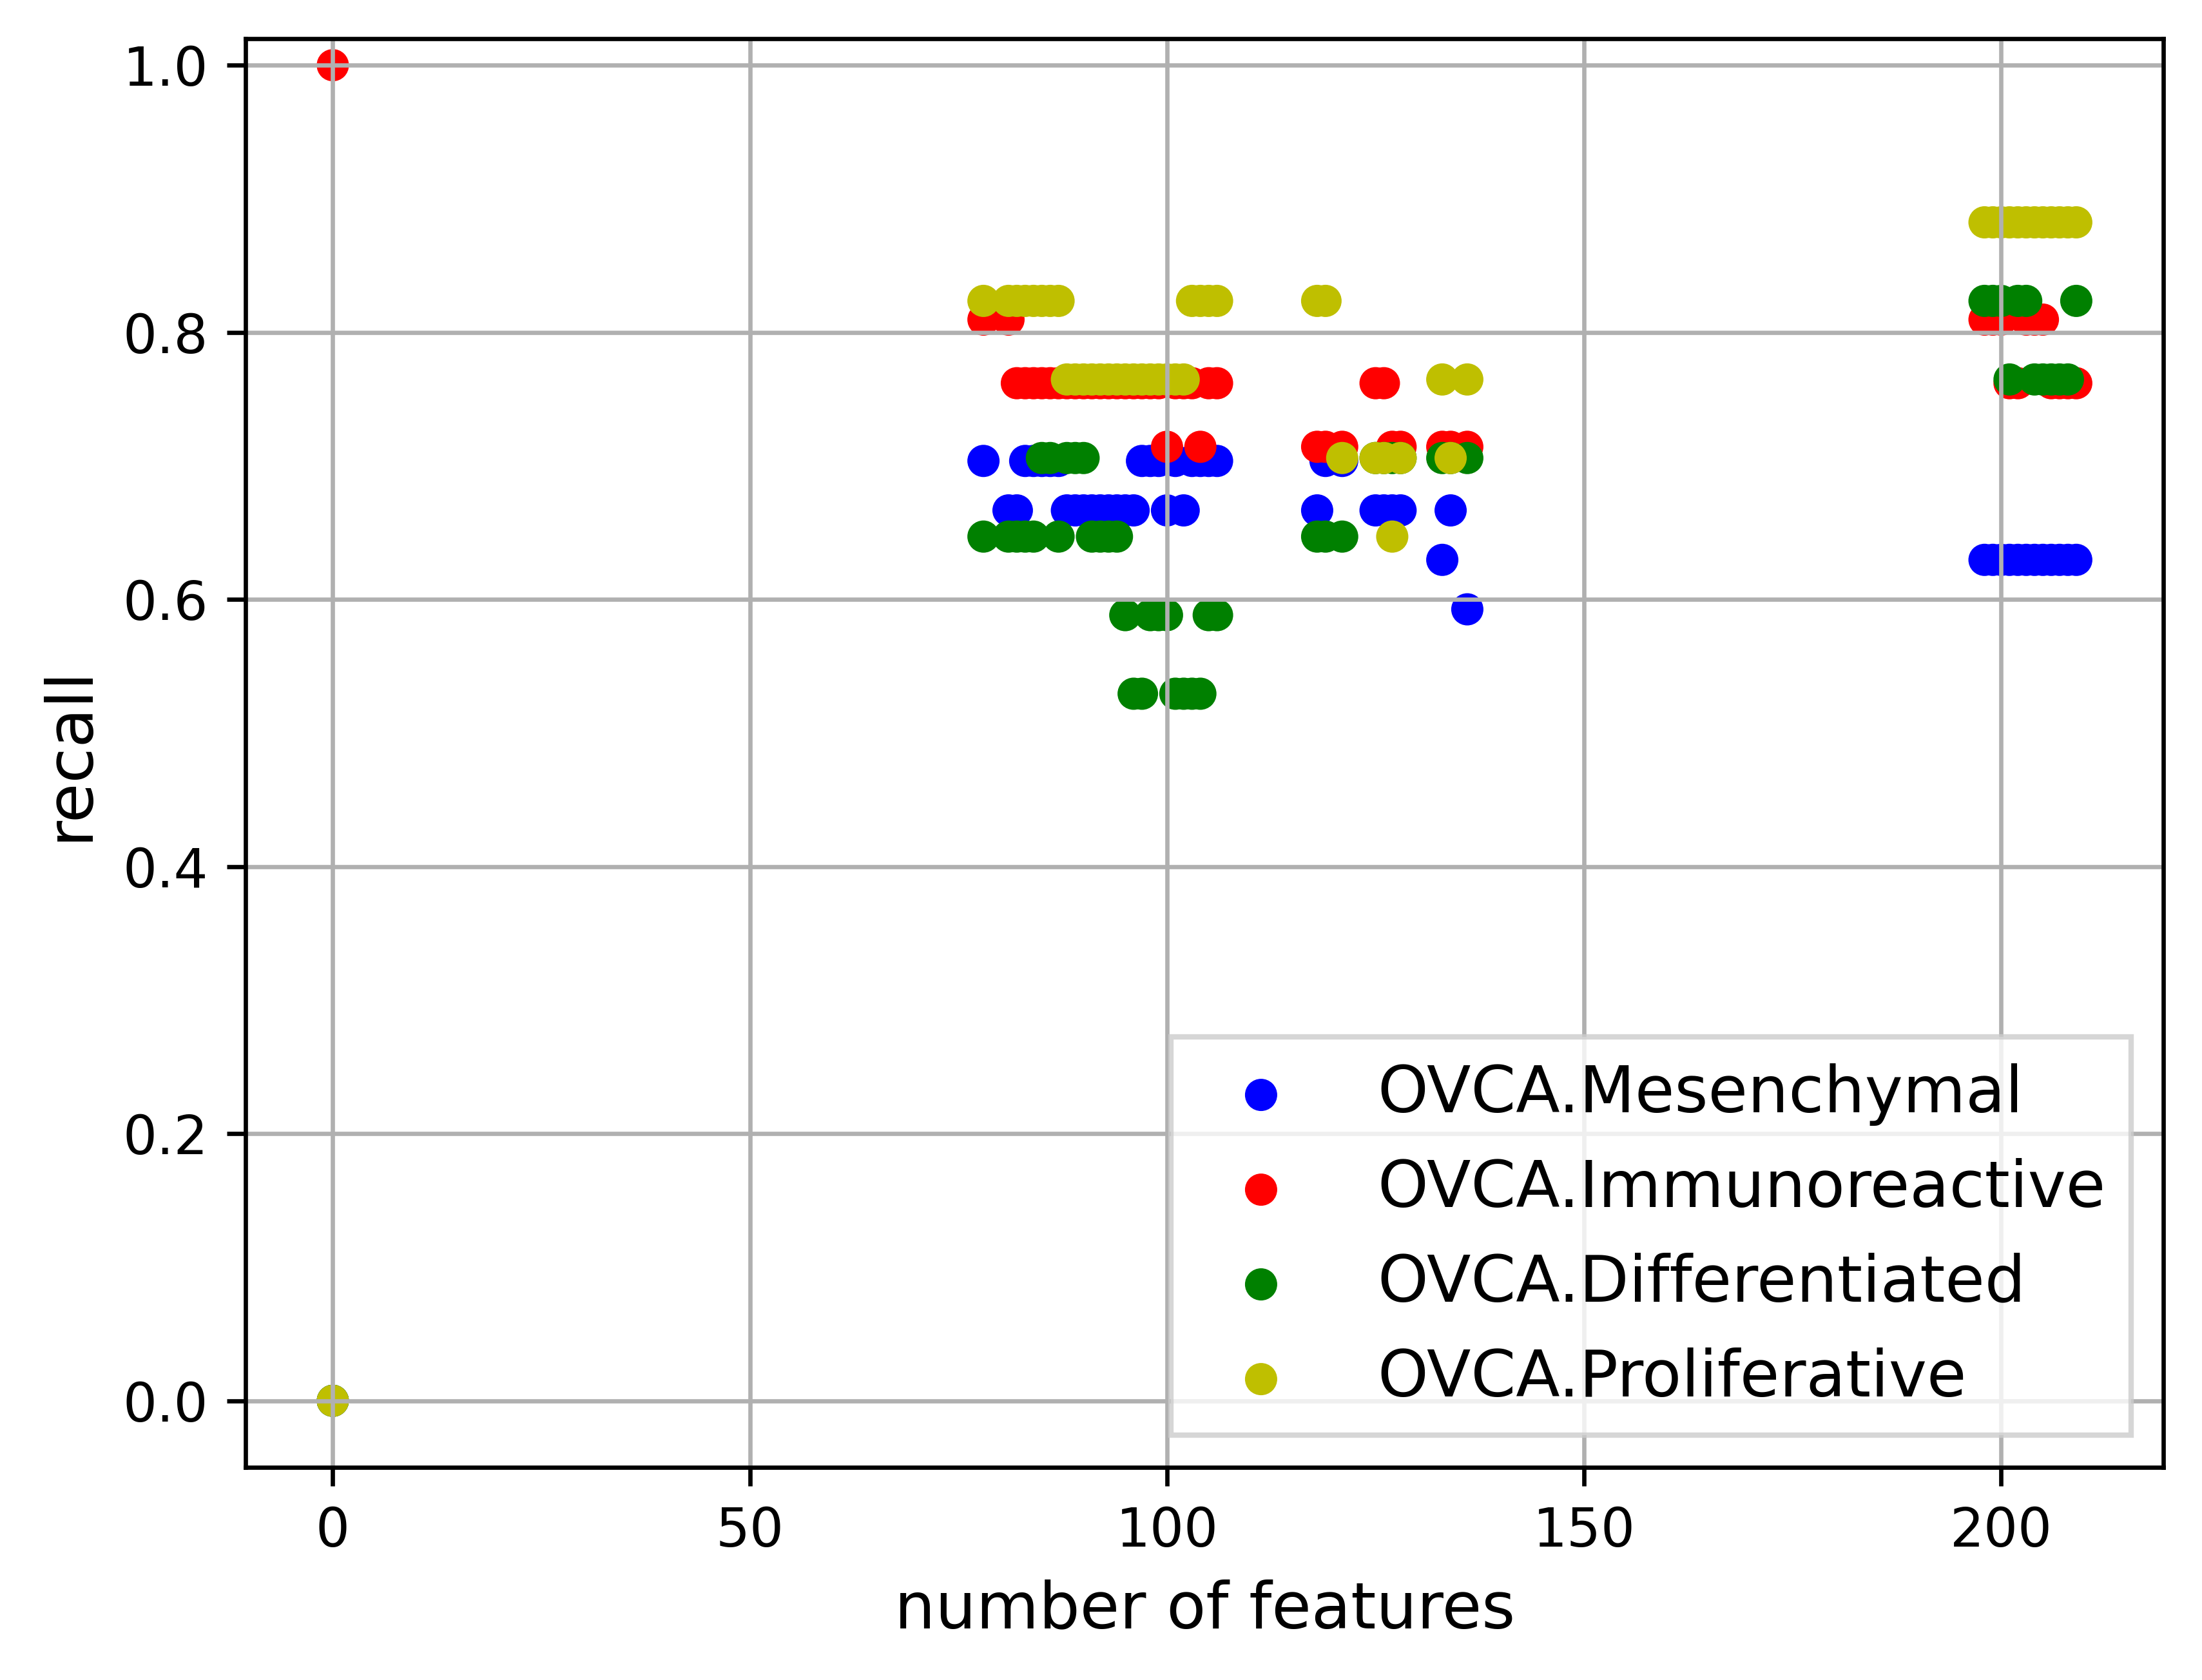 1.0
0.8
0.6
0.4
0.2
0.0
recall
0 50 100 150 200
number of features
OVCA.Mesenchymal
OVCA.Immunoreactive
OVCA.Differentiated
OVCA.Proliferative